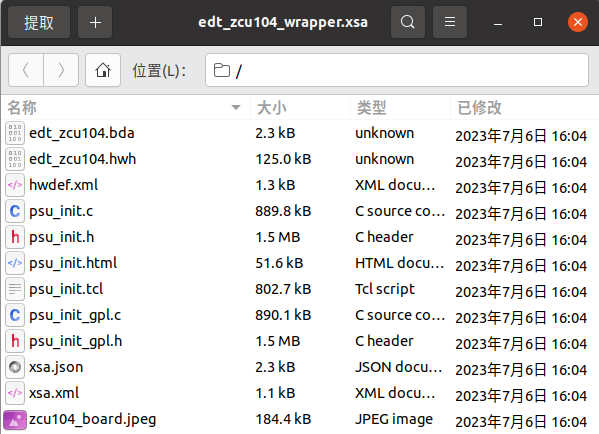 提取 + edt_zcu104_wrapper.xsa
位置(L)： /
名称 大小 类型 已修改
edt_zcu104.bda 2.3 kB unknown 2023年7月6日 16:04
edt_zcu104.hwh 125.0 kB unknown 2023年7月6日 16:04
hwdef.xml 1.3 kB XML docu… 2023年7月6日 16:04
psu_init.c 889.8 kB C source co… 2023年7月6日 16:04
psu_init.h 1.5 MB C header 2023年7月6日 16:04
psu_init.html 51.6 kB HTML docu… 2023年7月6日 16:04
psu_init.tcl 802.7 kB Tcl script 2023年7月6日 16:04
psu_init_gpl.c 890.1 kB C source co… 2023年7月6日 16:04
psu_init_gpl.h 1.5 MB C header 2023年7月6日 16:04
xsa.json 2.3 kB JSON docu… 2023年7月6日 16:04
xsa.xml 1.1 kB XML docu… 2023年7月6日 16:04
zcu104_board.jpeg 184.4 kB JPEG image 2023年7月6日 16:04